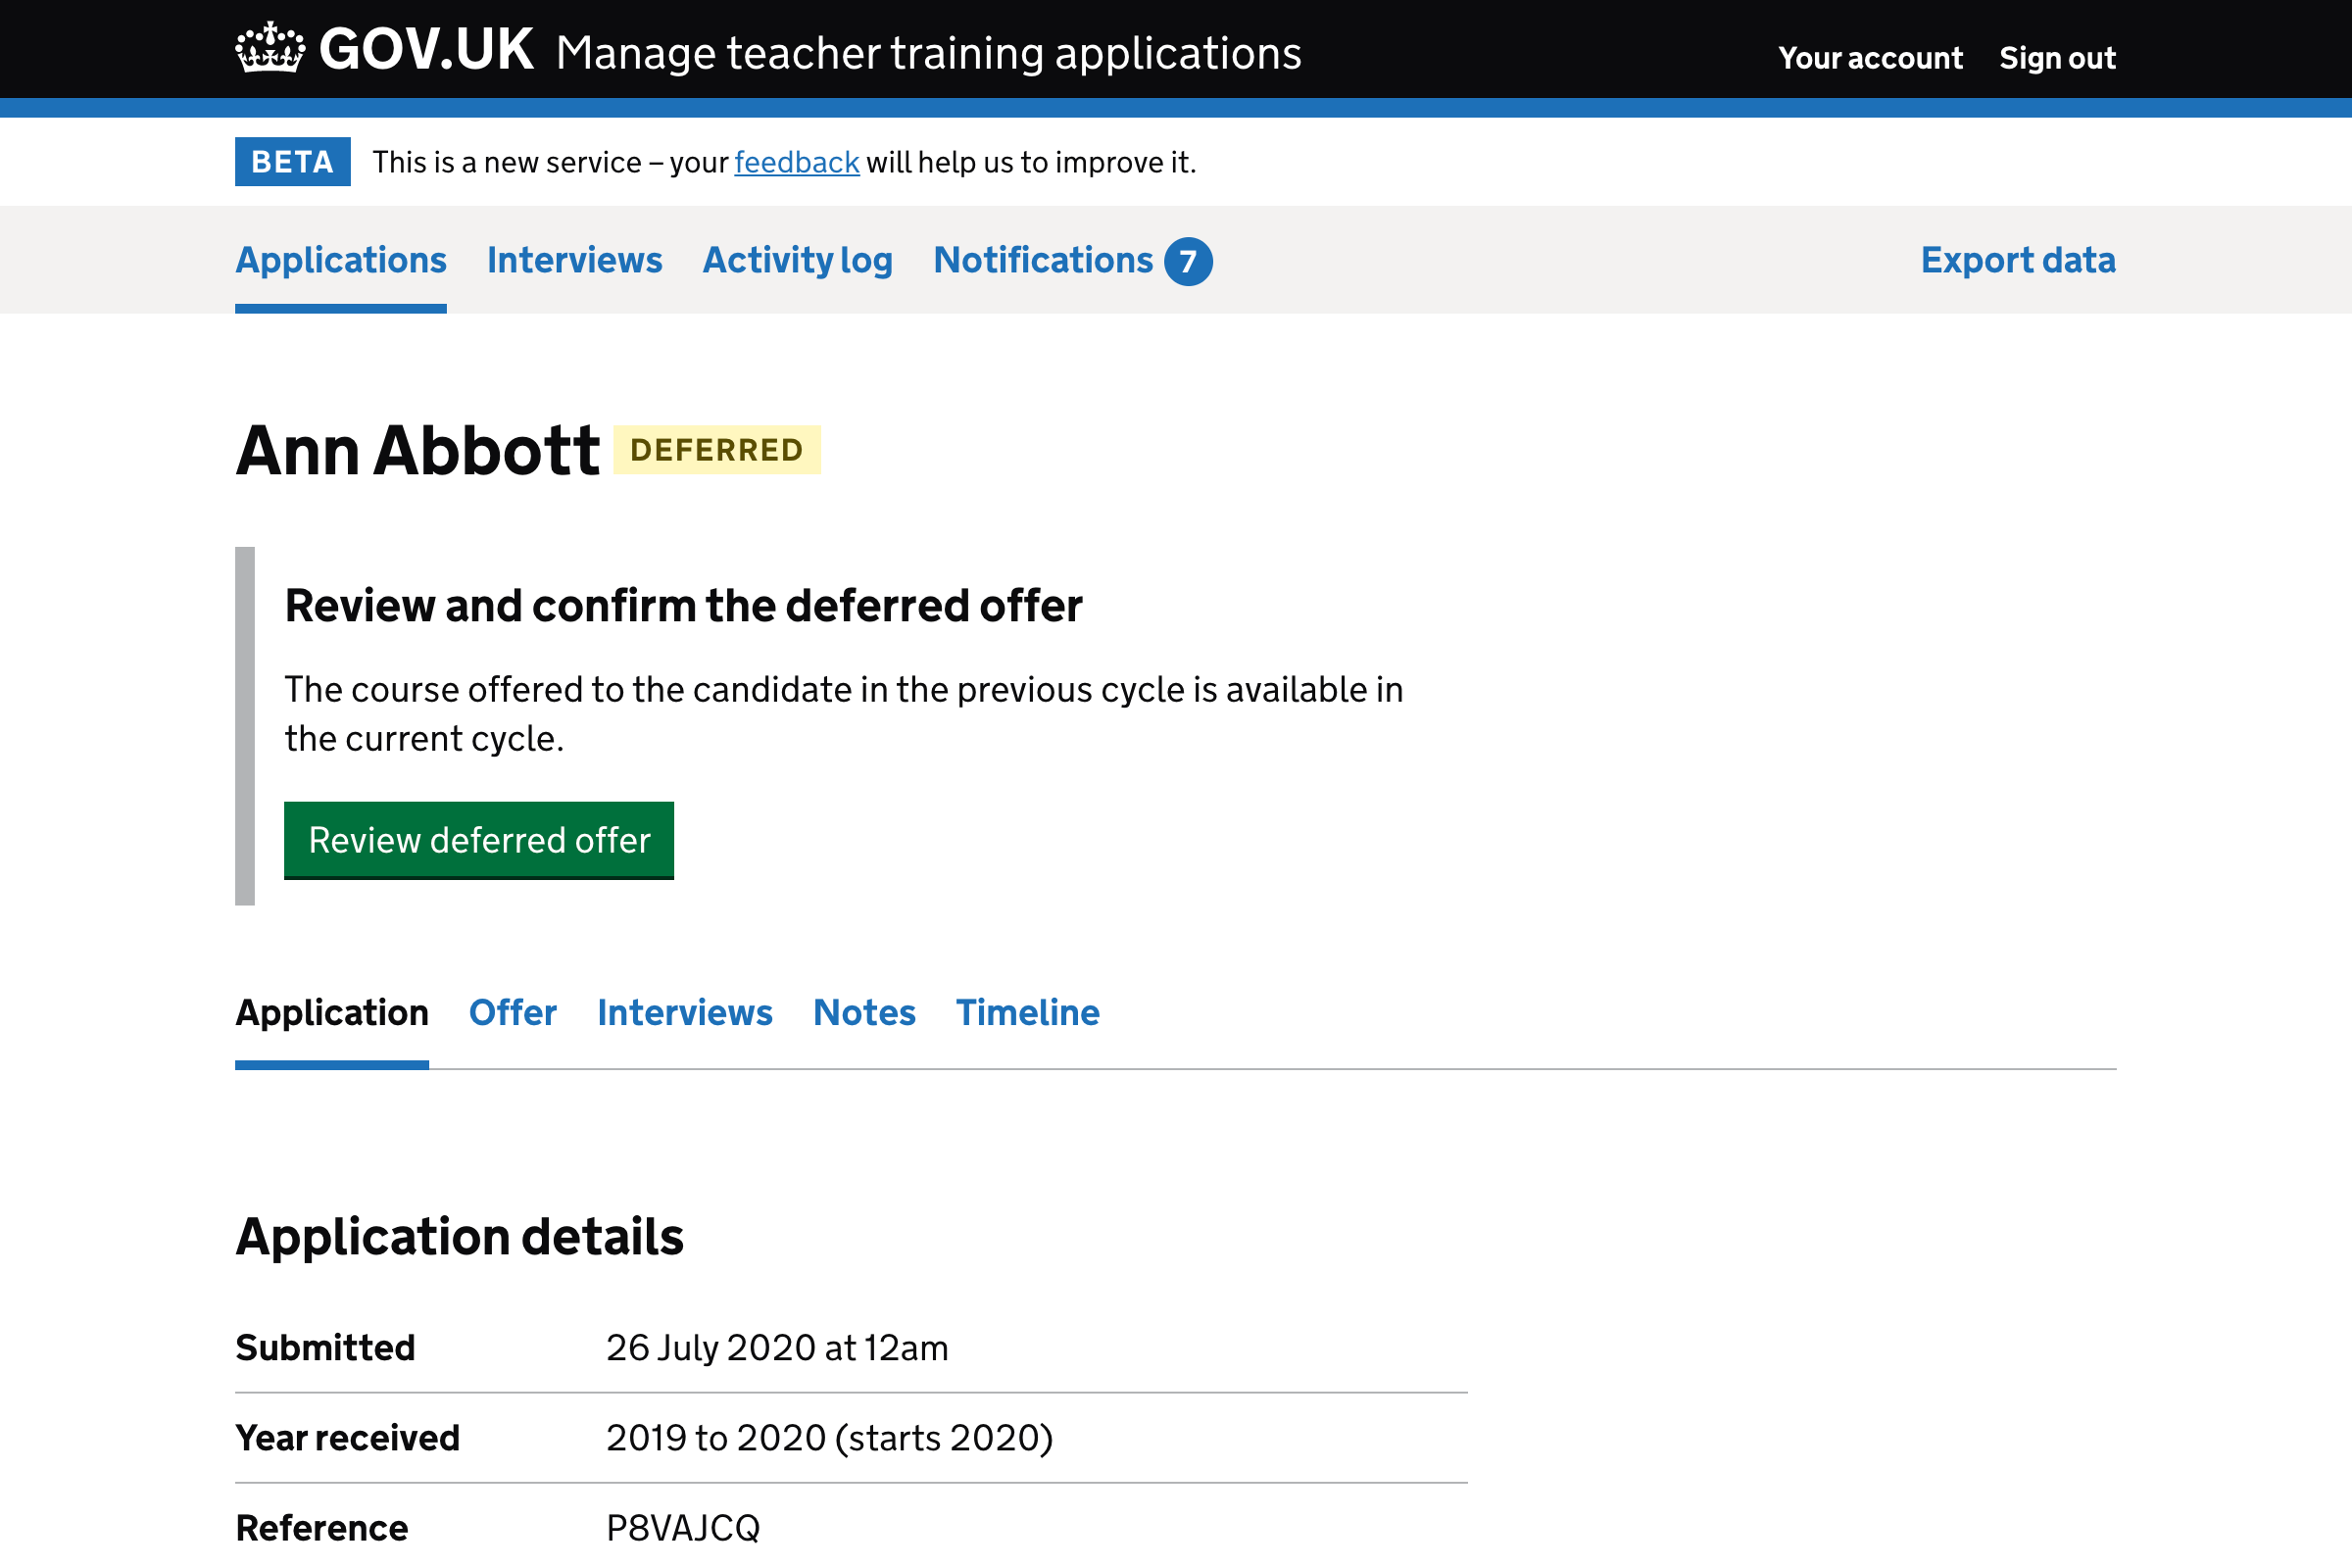 GOV.UK Manage teacher training applications
Your account Sign out
BETA This is a new service – your feedback will help us to improve it.
Applications Interviews Activity log Notifications 7 Export data
Ann Abbott DEFERRED
Review and confirm the deferred offer
The course offered to the candidate in the previous cycle is available in
the current cycle.
Review deferred offer
Application Offer Interviews Notes Timeline
Application details
Submitted 26 July 2020 at 12am
Year received 2019 to 2020 (starts 2020)
Reference P8VAJCQ